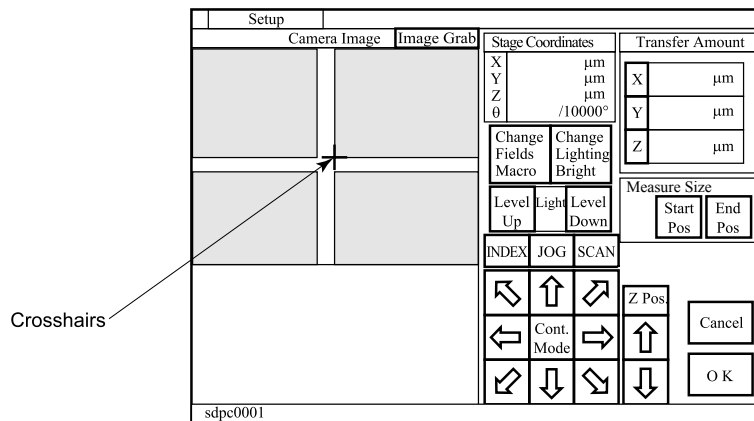 Setup
Camera Image Image Grab
Stage Coordinates
X μm
Y μm
Z μm
θ /10000°
Transfer Amount
X μm
Y μm
Z μm
Change
Fields
Macro
Change
Lighting
Bright
Level
Up
Light
Level
Down
Measure Size
Start
Pos
End
Pos
INDEX JOG SCAN
Cont.
Mode
Z Pos.
Cancel
O K
Crosshairs
sdpc0001